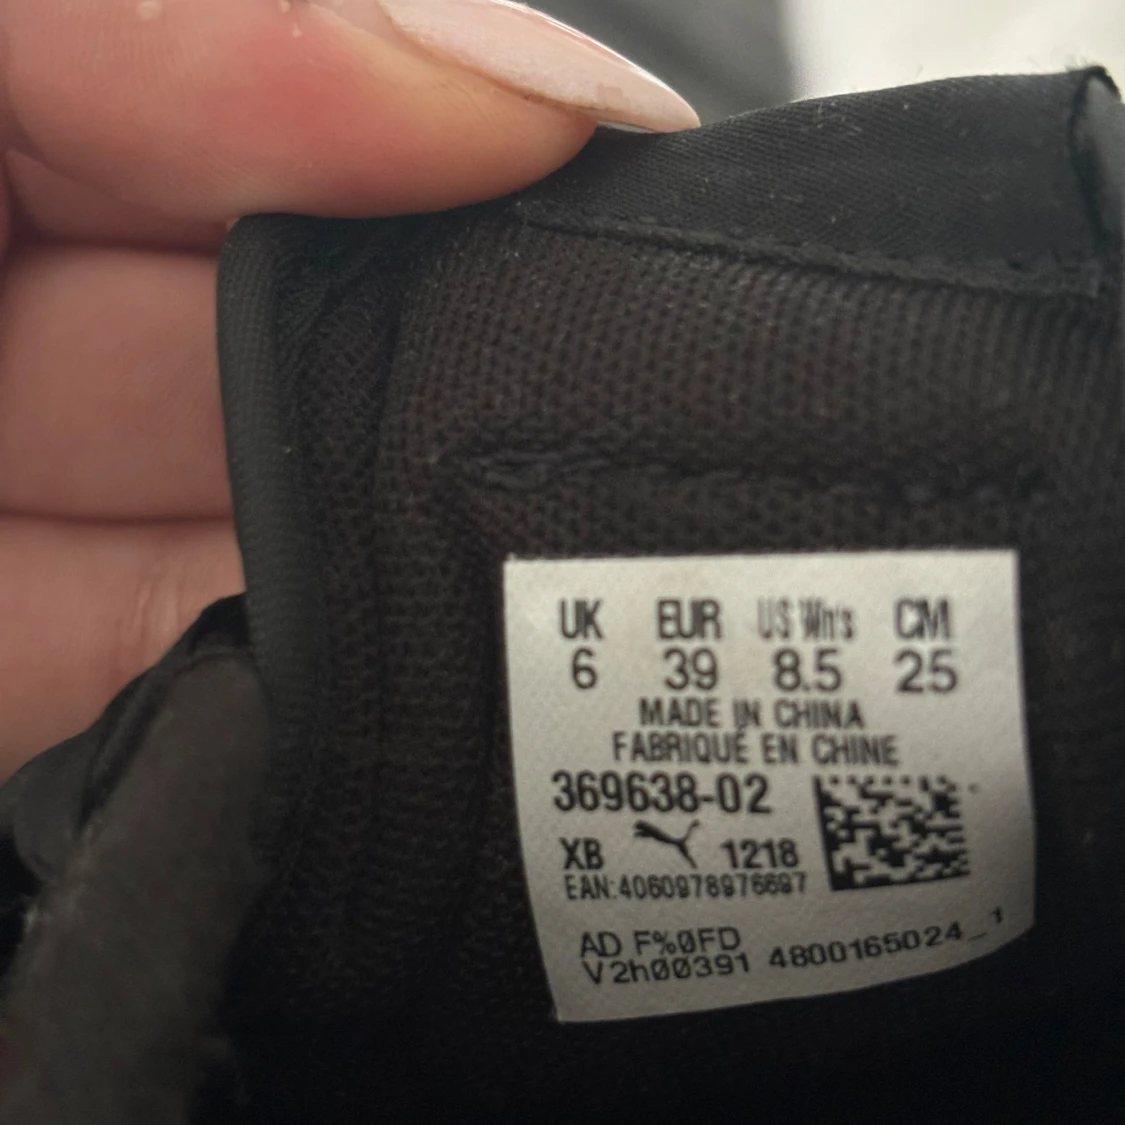 UK EUR US Wn's CM
6 39 8.5 25
MADE IN CHINA
FABRIQUÉ EN CHINE
369638-02
XB 1218
EAN:4060978976697
AD F%0FD
V2h00391 4800165024_1